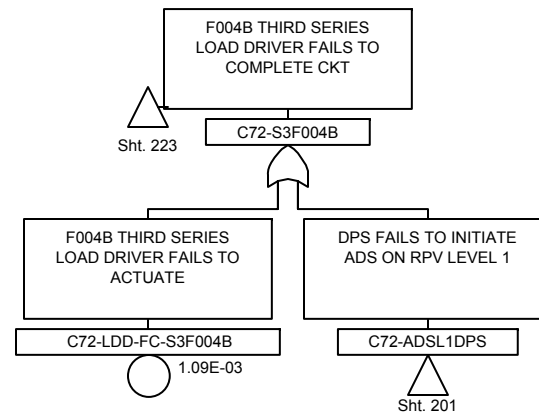 F004B THIRD SERIES
LOAD DRIVER FAILS TO
COMPLETE CKT
Sht. 223
C72-S3F004B
F004B THIRD SERIES
LOAD DRIVER FAILS TO
ACTUATE
DPS FAILS TO INITIATE
ADS ON RPV LEVEL 1
C72-LDD-FC-S3F004B
C72-ADSL1DPS
1.09E-03
Sht. 201